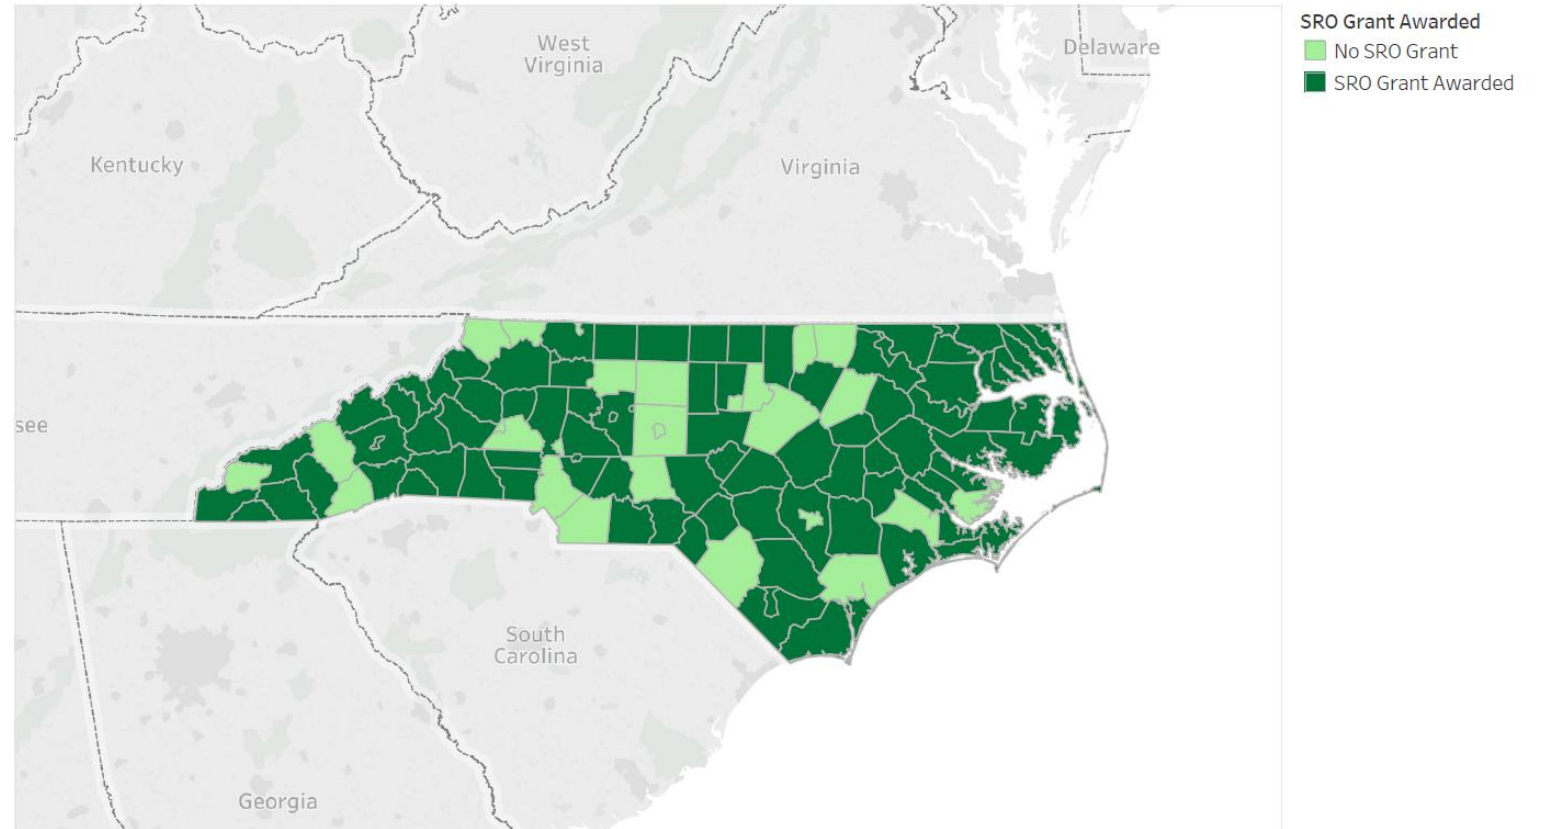 SRO Grant Awarded
No SRO Grant
SRO Grant Awarded
West
Virginia
Delaware
Kentucky
Virginia
see
South
Carolina
Georgia